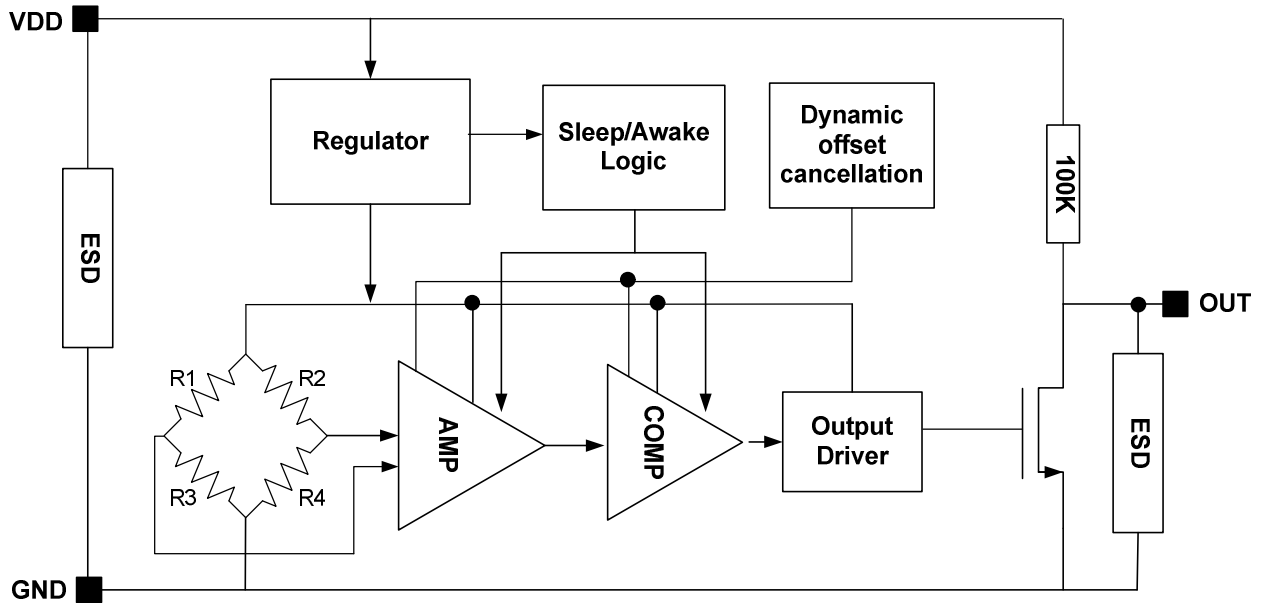 VDD
Regulator
Sleep/Awake
Logic
Dynamic
offset
cancellation
100K
ESD
OUT
R1
R2
R3
R4
AMP
COMP
Output
Driver
ESD
GND